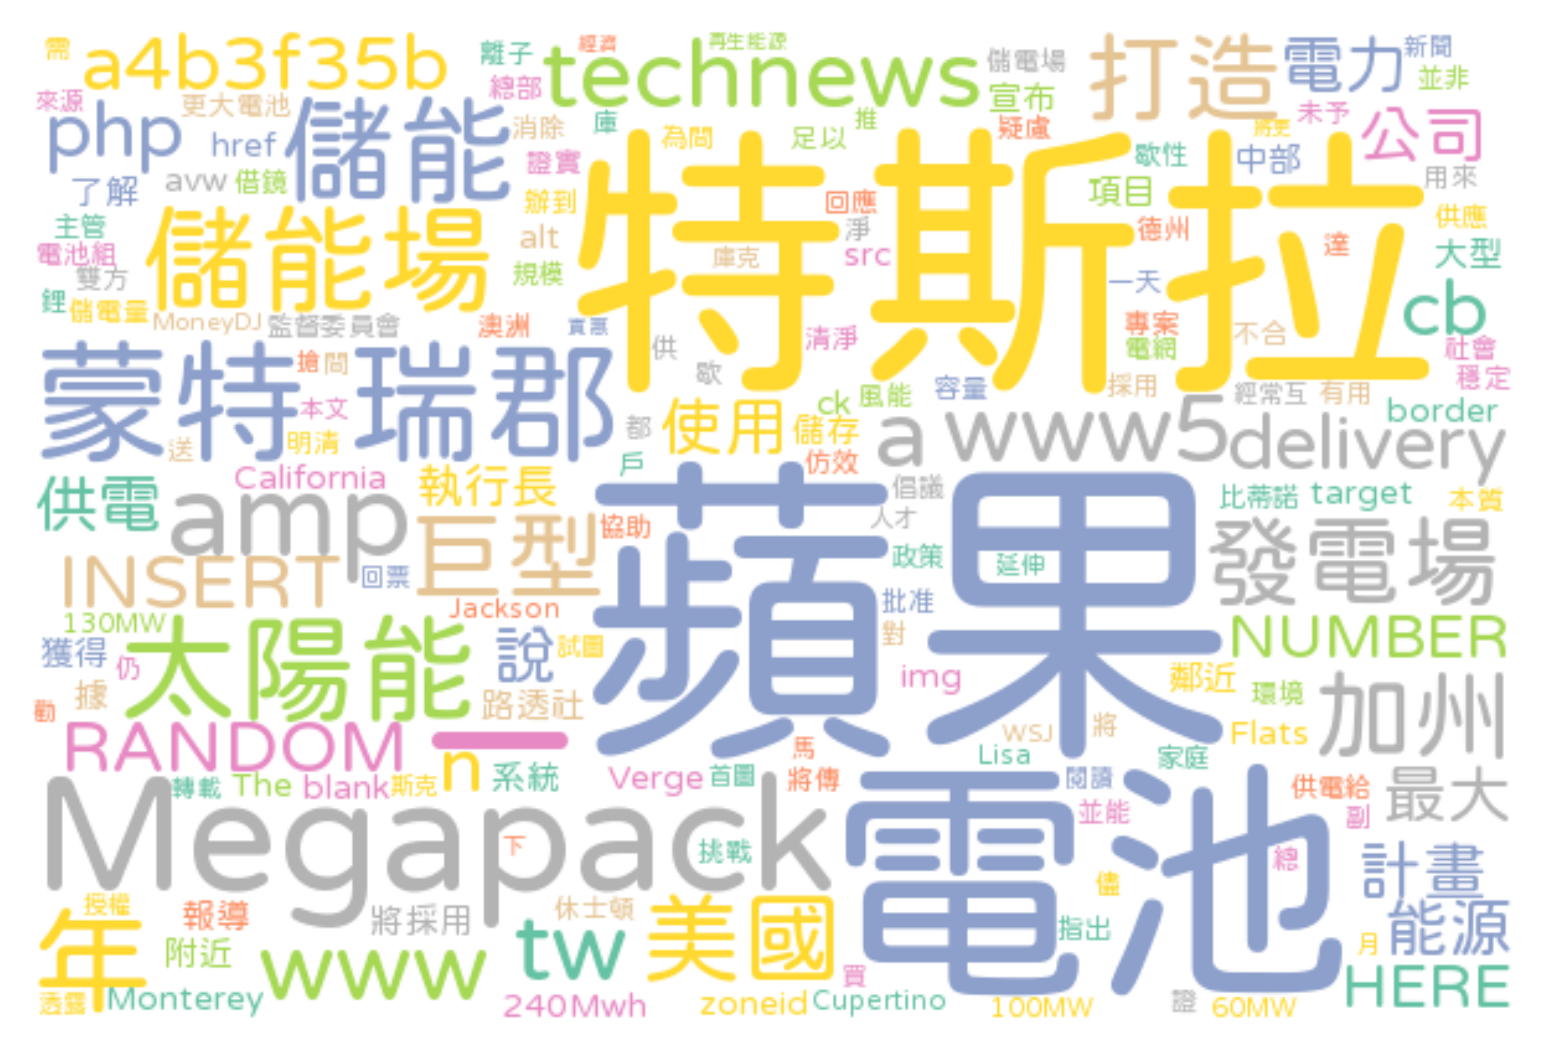 需 a4b3f35b 離子 經濟 再生能源 儲電場 打造 電力 新聞
來源 更大電池 總部 technews 宣布 並非
php href 儲能 消除 庫 為間 足以 推 疑慮 將更 未予 公司
了解 avw 借鏡 證實 特斯拉 歇性 中部 用來
主管 儲能場 辦到 回應 項目 德州 供應
電池組 雙方 alt 規模 淨 src 庫克 一天 達 大型
鋰 儲電量 MoneyDJ 監督委員會 澳洲 清淨 專案 不合 cb
蒙特 瑞郡 搶 間 供 歇 電網 社會
本文 採用 經常互 有用 穩定
送 明清 都 使用 儲存 ck 風能 容量 a www5 delivery border
供電 California 執行長 戶 仿效 倡議 比蒂諾 target 本質
amp 巨型 協助 蘋果 人才 發電場
INSERT 回票 政策 延伸
130MW Jackson 批准 NUMBER
獲得 仍 太陽能 說 試圖 對
據 路透社 img 鄰近 環境 加州
勸 RANDOM 一 馬 WSJ 將 Flats
轉載 The blank 斯克 n 系統 Verge 首圖 將傳 Lisa 閱讀 家庭 供電給 最大
Megapack 下 挑戰 電池 並能 副
總 計畫
授權 報導 將採用 休士頓 美國 儘 能源
年 附近 www tw 指出 月
透露 Monterey 240Mwh 買 zoneid Cupertino 100MW 證 60MW HERE